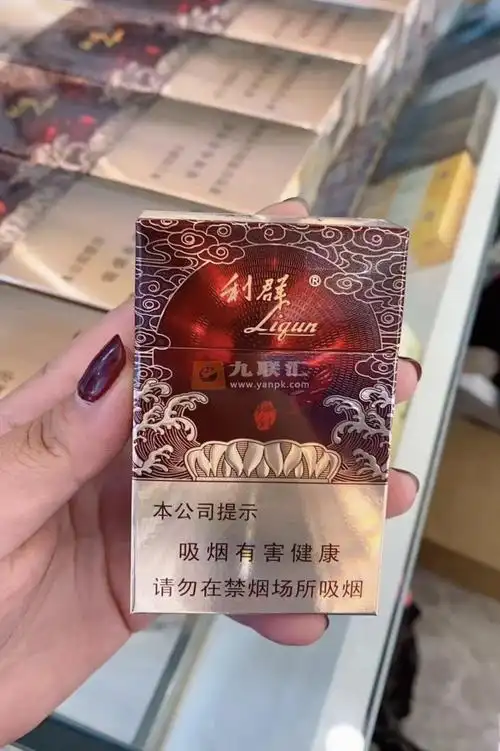 利群®
Liqun
九联汇
www.yanpk.com
本公司提示
吸烟有害健康
请勿在禁烟场所吸烟